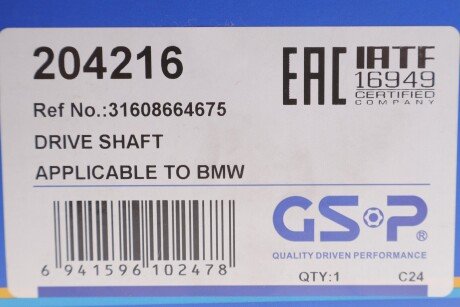 204216
EAC IATF
16949
CERTIFIED
COMPANY
Ref No.:31608664675
DRIVE SHAFT
APPLICABLE TO BMW
GSP®
QUALITY DRIVEN PERFORMANCE
6 941596 102478
QTY:1 C24